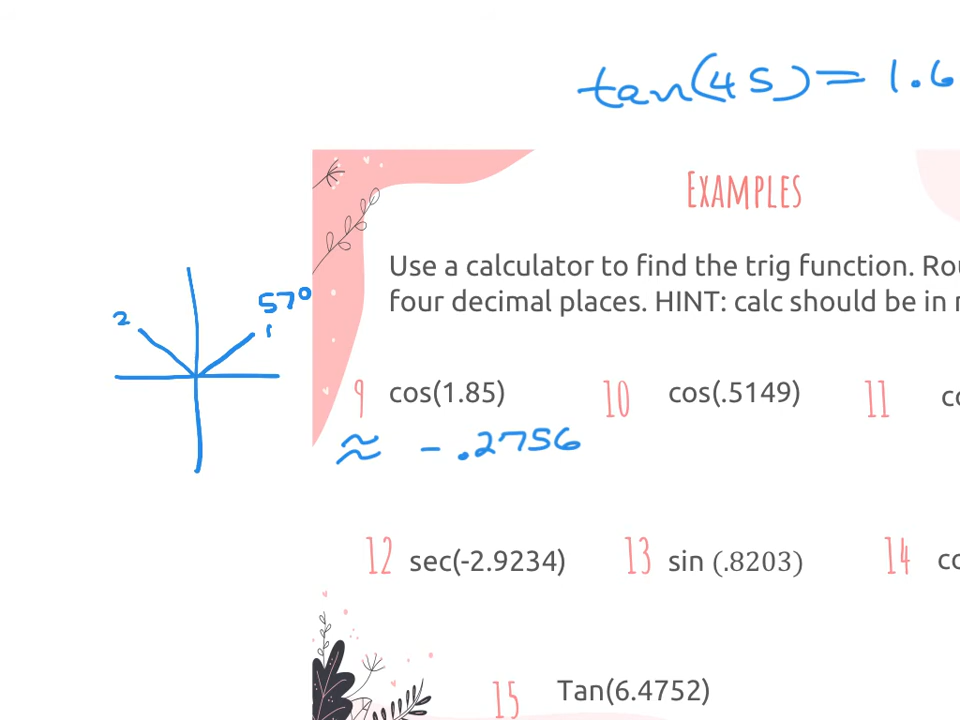 tan(45) = 1.6
EXAMPLES
Use a calculator to find the trig function. Rou
four decimal places. HINT: calc should be in r
57°
2
1
9 cos(1.85)
10 cos(.5149)
11 co
≈ -.2756
12 sec(-2.9234)
13 sin (.8203)
14 co
15 Tan(6.4752)